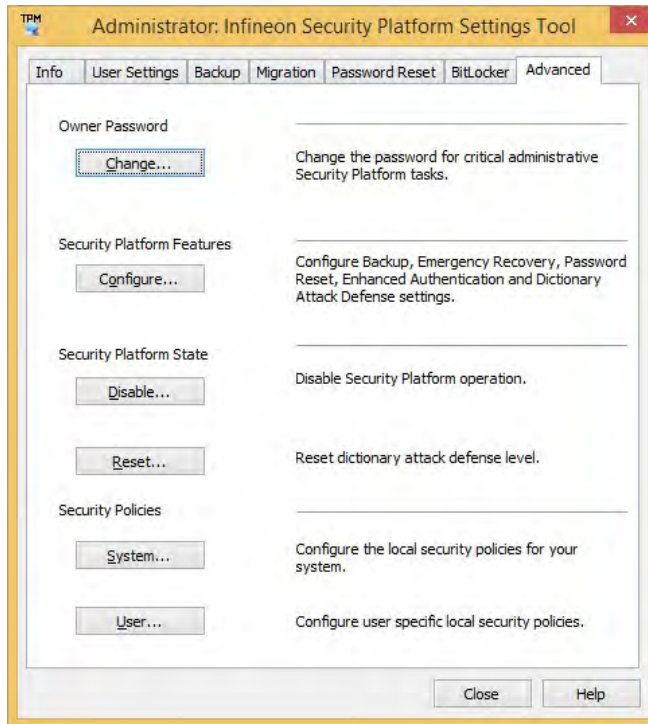 TPM
Administrator: Infineon Security Platform Settings Tool
x
Info User Settings Backup Migration Password Reset BitLocker Advanced
Owner Password
Change...
Change the password for critical administrative
Security Platform tasks.
Security Platform Features
Configure...
Configure Backup, Emergency Recovery, Password
Reset, Enhanced Authentication and Dictionary
Attack Defense settings.
Security Platform State
Disable...
Disable Security Platform operation.
Reset...
Reset dictionary attack defense level.
Security Policies
System...
Configure the local security policies for your
system.
User...
Configure user specific local security policies.
Close Help